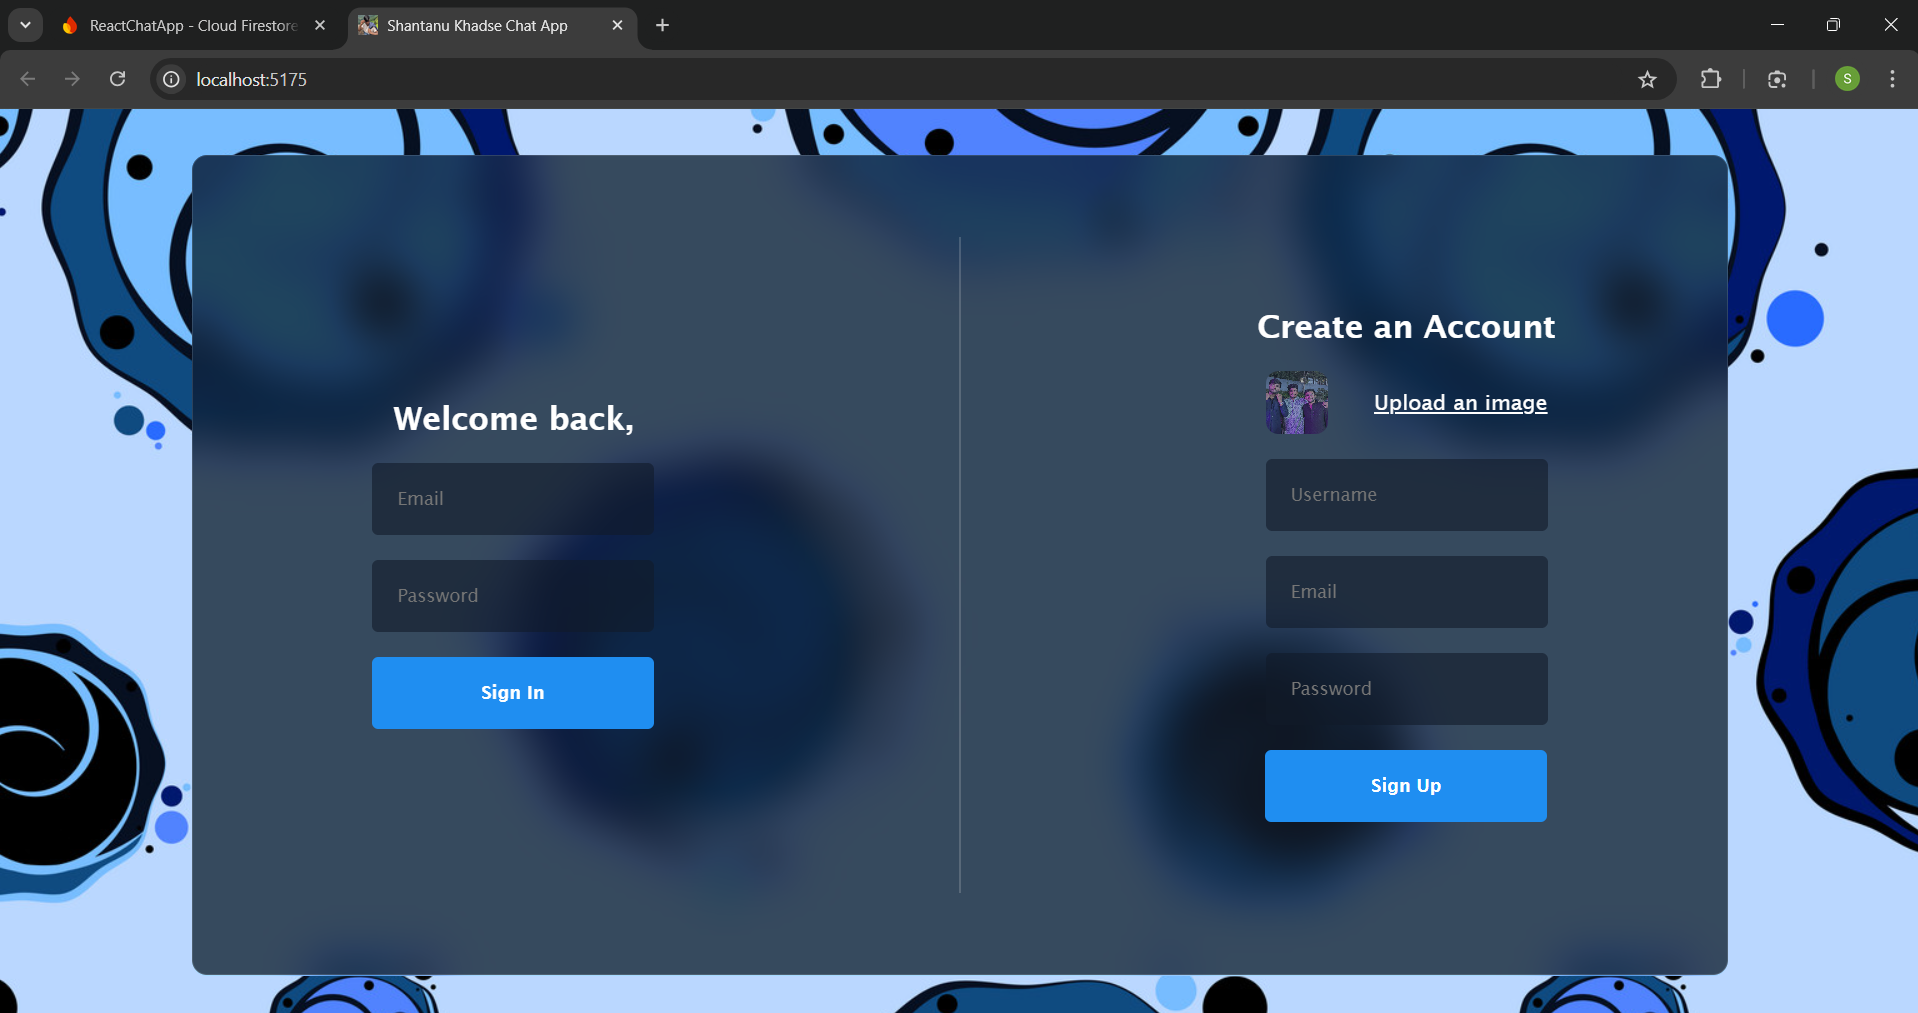 ReactChatApp - Cloud Firestore
Shantanu Khadse Chat App
localhost:5175
S
Welcome back,
Email
Password
Sign In
Create an Account
Upload an image
Username
Email
Password
Sign Up